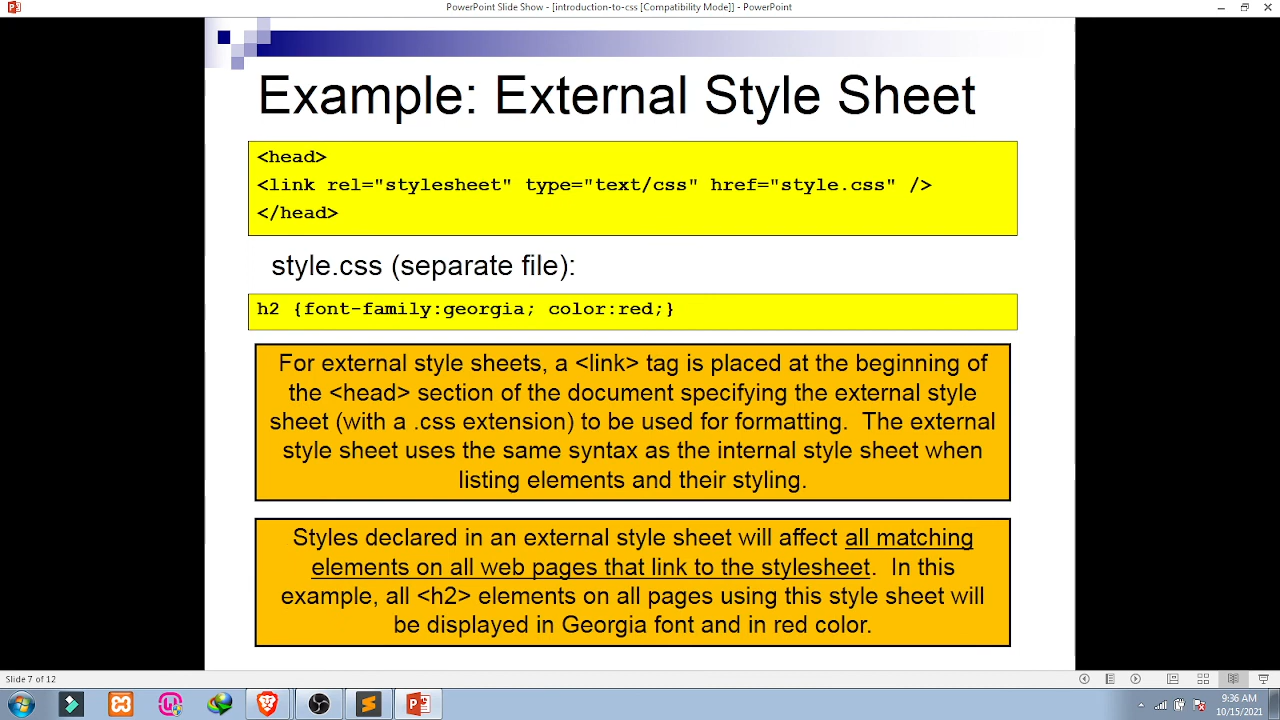 PowerPoint Slide Show - [introduction-to-css [Compatibility Mode]] - PowerPoint
Example: External Style Sheet
<head>
<link rel="stylesheet" type="text/css" href="style.css" />
</head>
style.css (separate file):
h2 {font-family:georgia; color:red;}
For external style sheets, a <link> tag is placed at the beginning of
the <head> section of the document specifying the external style
sheet (with a .css extension) to be used for formatting.  The external
style sheet uses the same syntax as the internal style sheet when
listing elements and their styling.
Styles declared in an external style sheet will affect all matching
elements on all web pages that link to the stylesheet.  In this
example, all <h2> elements on all pages using this style sheet will
be displayed in Georgia font and in red color.
Slide 7 of 12
9:36 AM
10/15/2021